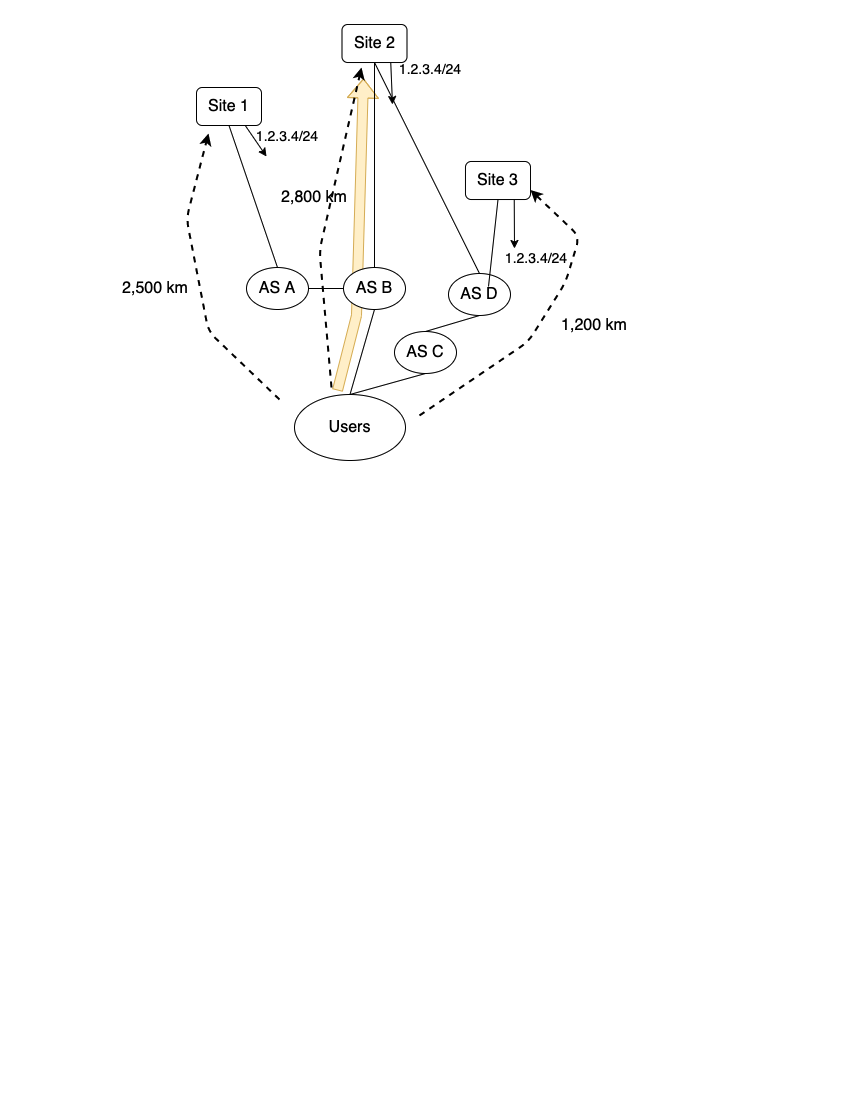 Site 2
1.2.3.4/24
Site 1
1.2.3.4/24
Site 3
2,800 km
1.2.3.4/24
2,500 km
AS A
AS B
AS D
1,200 km
AS C
Users